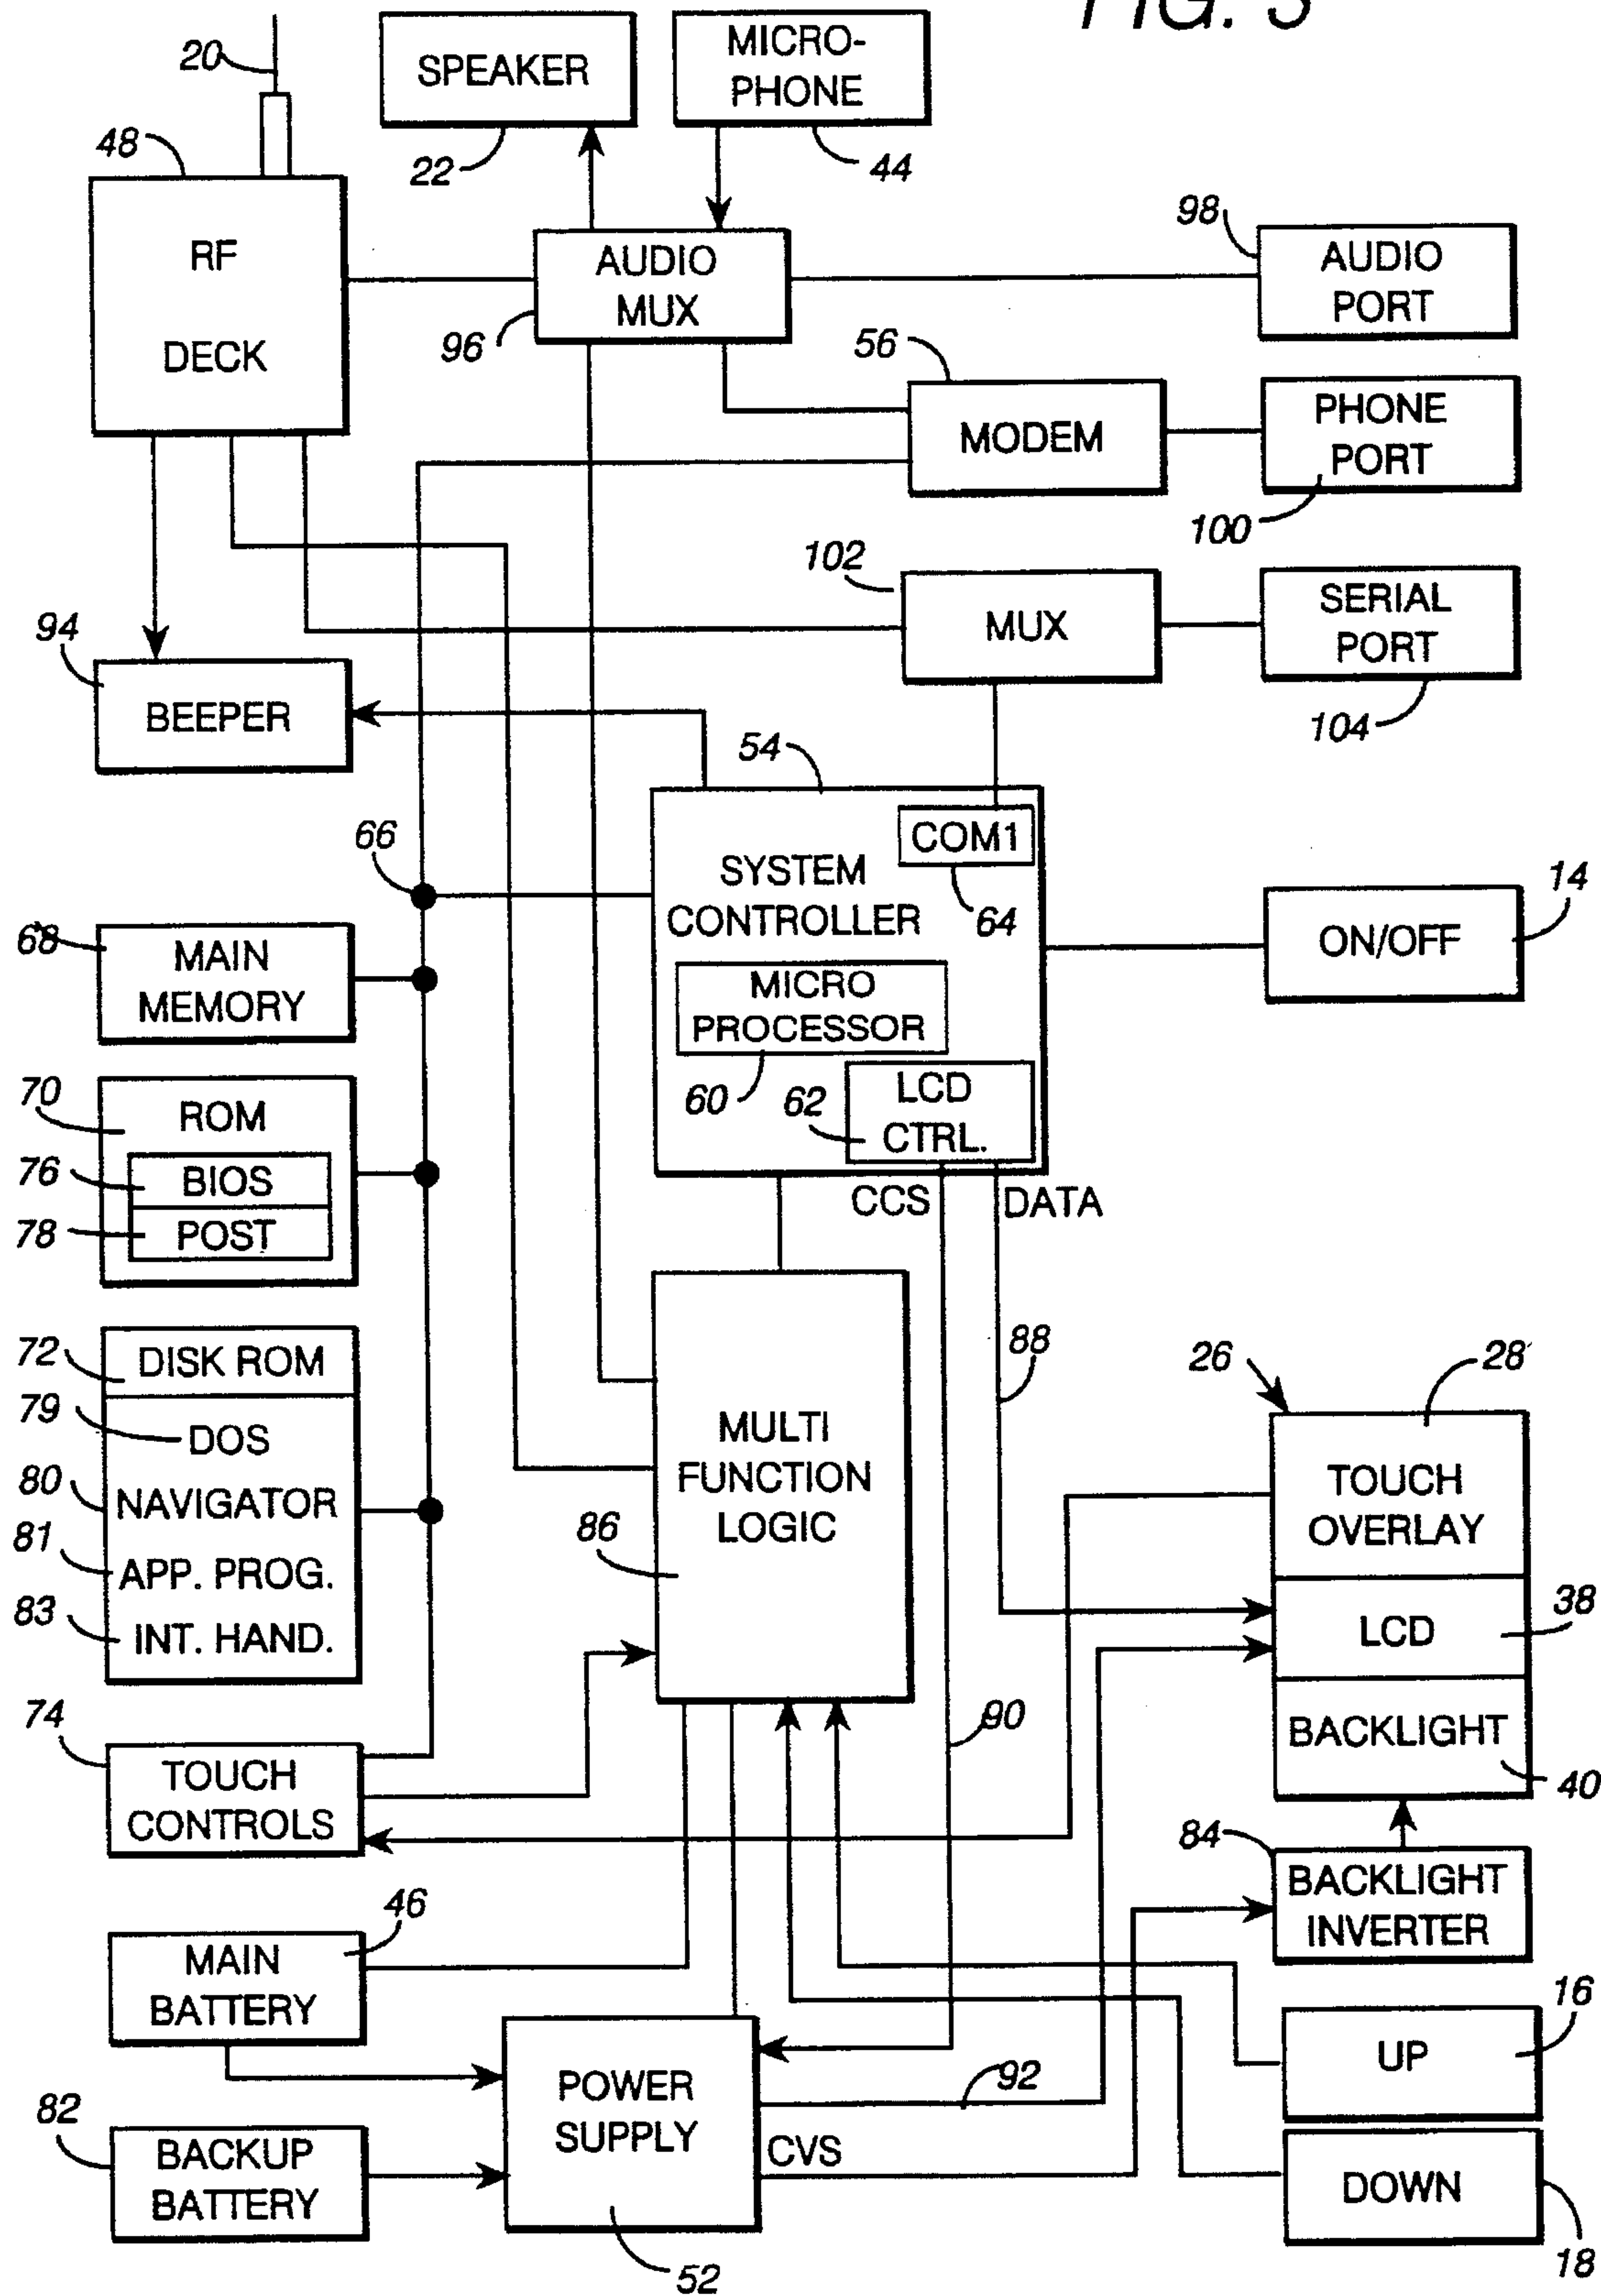 FIG. 3
20
SPEAKER
MICRO-
PHONE
48
22
44
RF
DECK
AUDIO
MUX
96
98
AUDIO
PORT
56
MODEM
PHONE
PORT
100
102
MUX
SERIAL
PORT
104
94
BEEPER
54
66
SYSTEM
CONTROLLER
COM1
64
14
ON/OFF
68
MAIN
MEMORY
MICRO
PROCESSOR
60
62
LCD
CTRL.
70
ROM
76
BIOS
78
POST
CCS
DATA
72
DISK ROM
79
DOS
80
NAVIGATOR
81
APP. PROG.
83
INT. HAND.
MULTI
FUNCTION
LOGIC
86
88
26
28
TOUCH
OVERLAY
LCD
38
BACKLIGHT
40
90
74
TOUCH
CONTROLS
84
BACKLIGHT
INVERTER
46
MAIN
BATTERY
16
UP
POWER
SUPPLY
92
CVS
82
BACKUP
BATTERY
DOWN
18
52